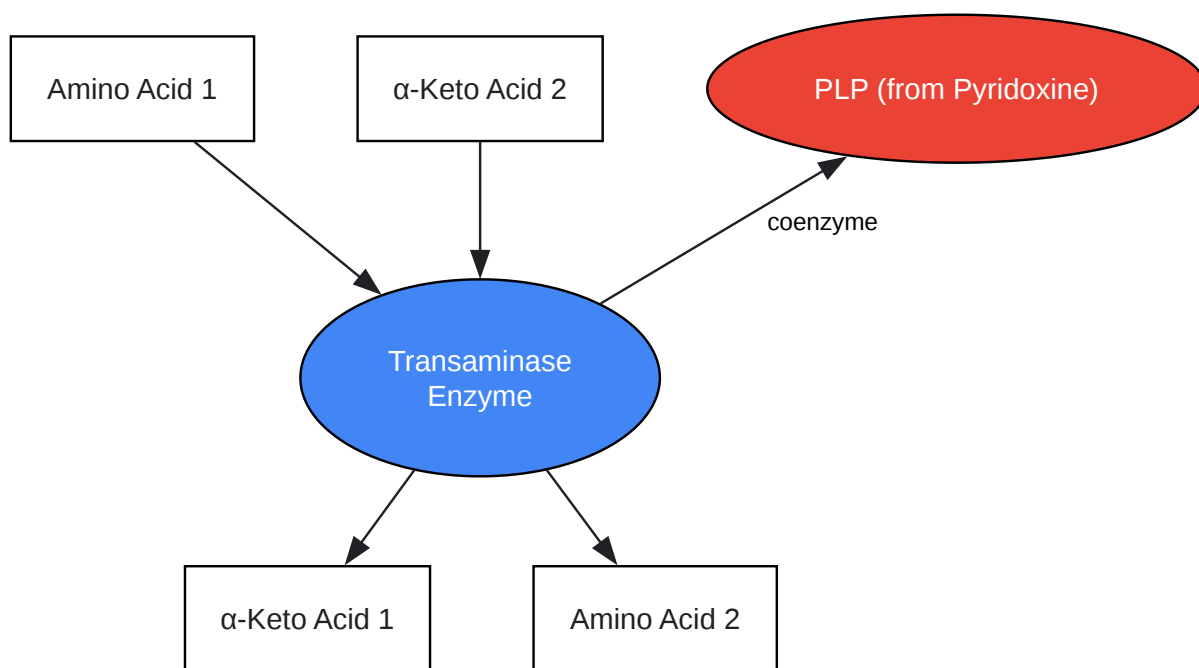 Amino Acid 1
α-Keto Acid 2
PLP (from Pyridoxine)
coenzyme
Transaminase
Enzyme
α-Keto Acid 1
Amino Acid 2